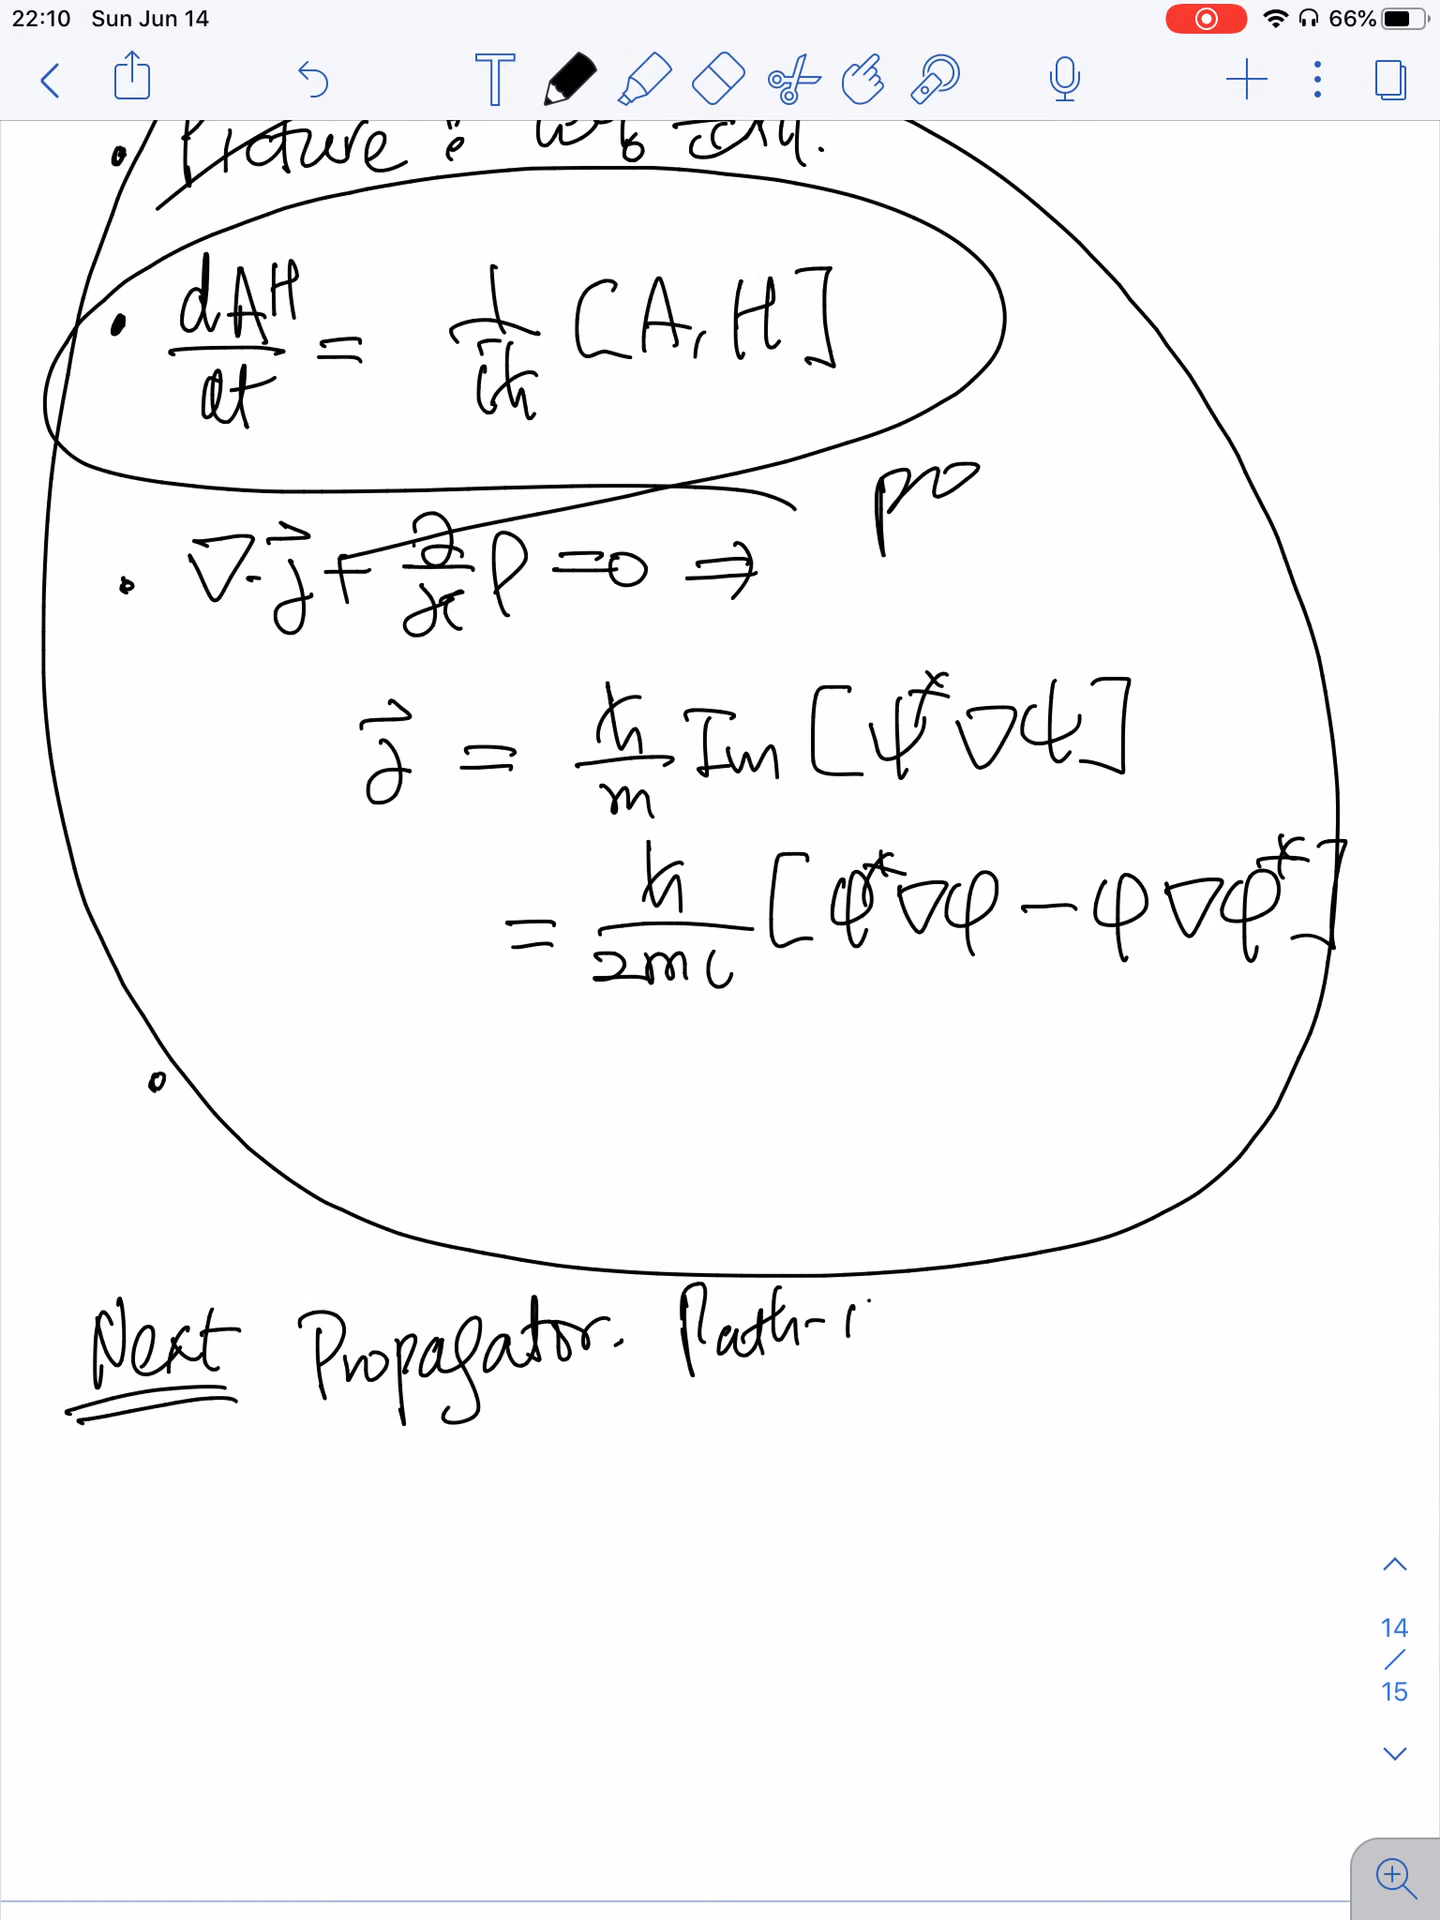 22:10 Sun Jun 14 66%
• Picture :
• dA^H/dt = 1/iħ [A, H]
pro
• ∇·j⃗ + ∂/∂t ρ = 0 ⇒
j⃗ = ħ/m Im [ψ* ∇ψ]
= ħ/2mi [φ*∇φ − φ∇φ*]
•
Next Propagator. Path-i
14
/
15